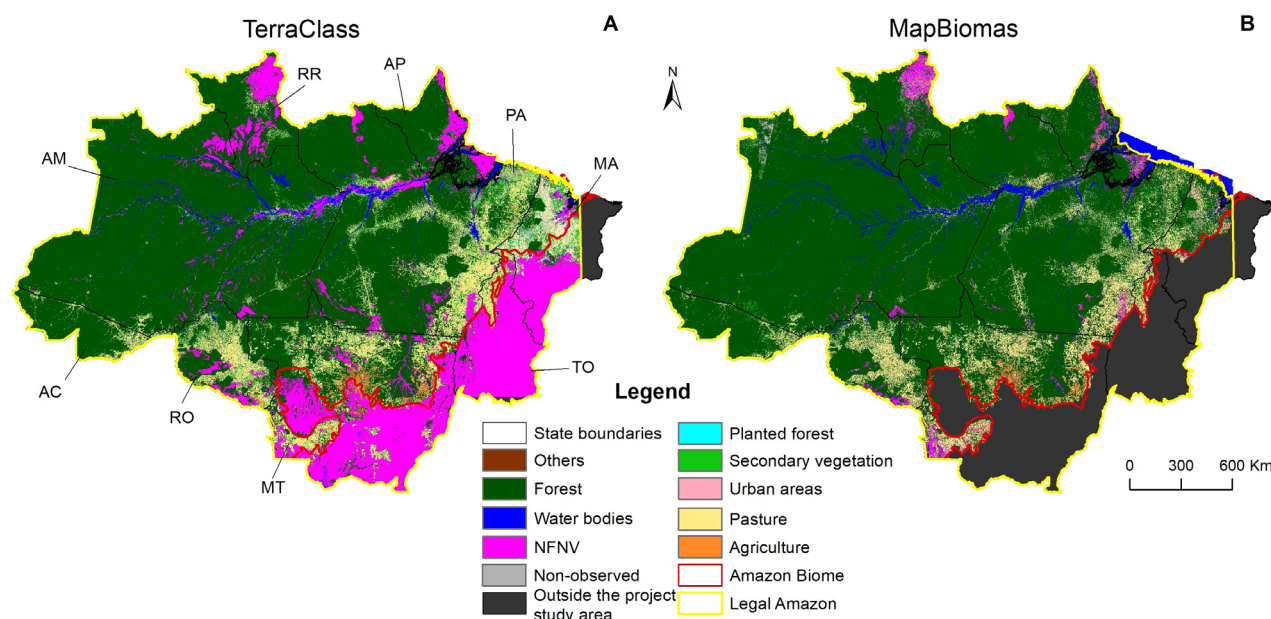 TerraClass
A
MapBiomas
B
RR
AP
PA
AM
MA
N
AC
RO
MT
TO
Legend
State boundaries
Others
Forest
Water bodies
NFNV
Non-observed
Outside the project
study area
Planted forest
Secondary vegetation
Urban areas
Pasture
Agriculture
Amazon Biome
Legal Amazon
0 300 600 Km